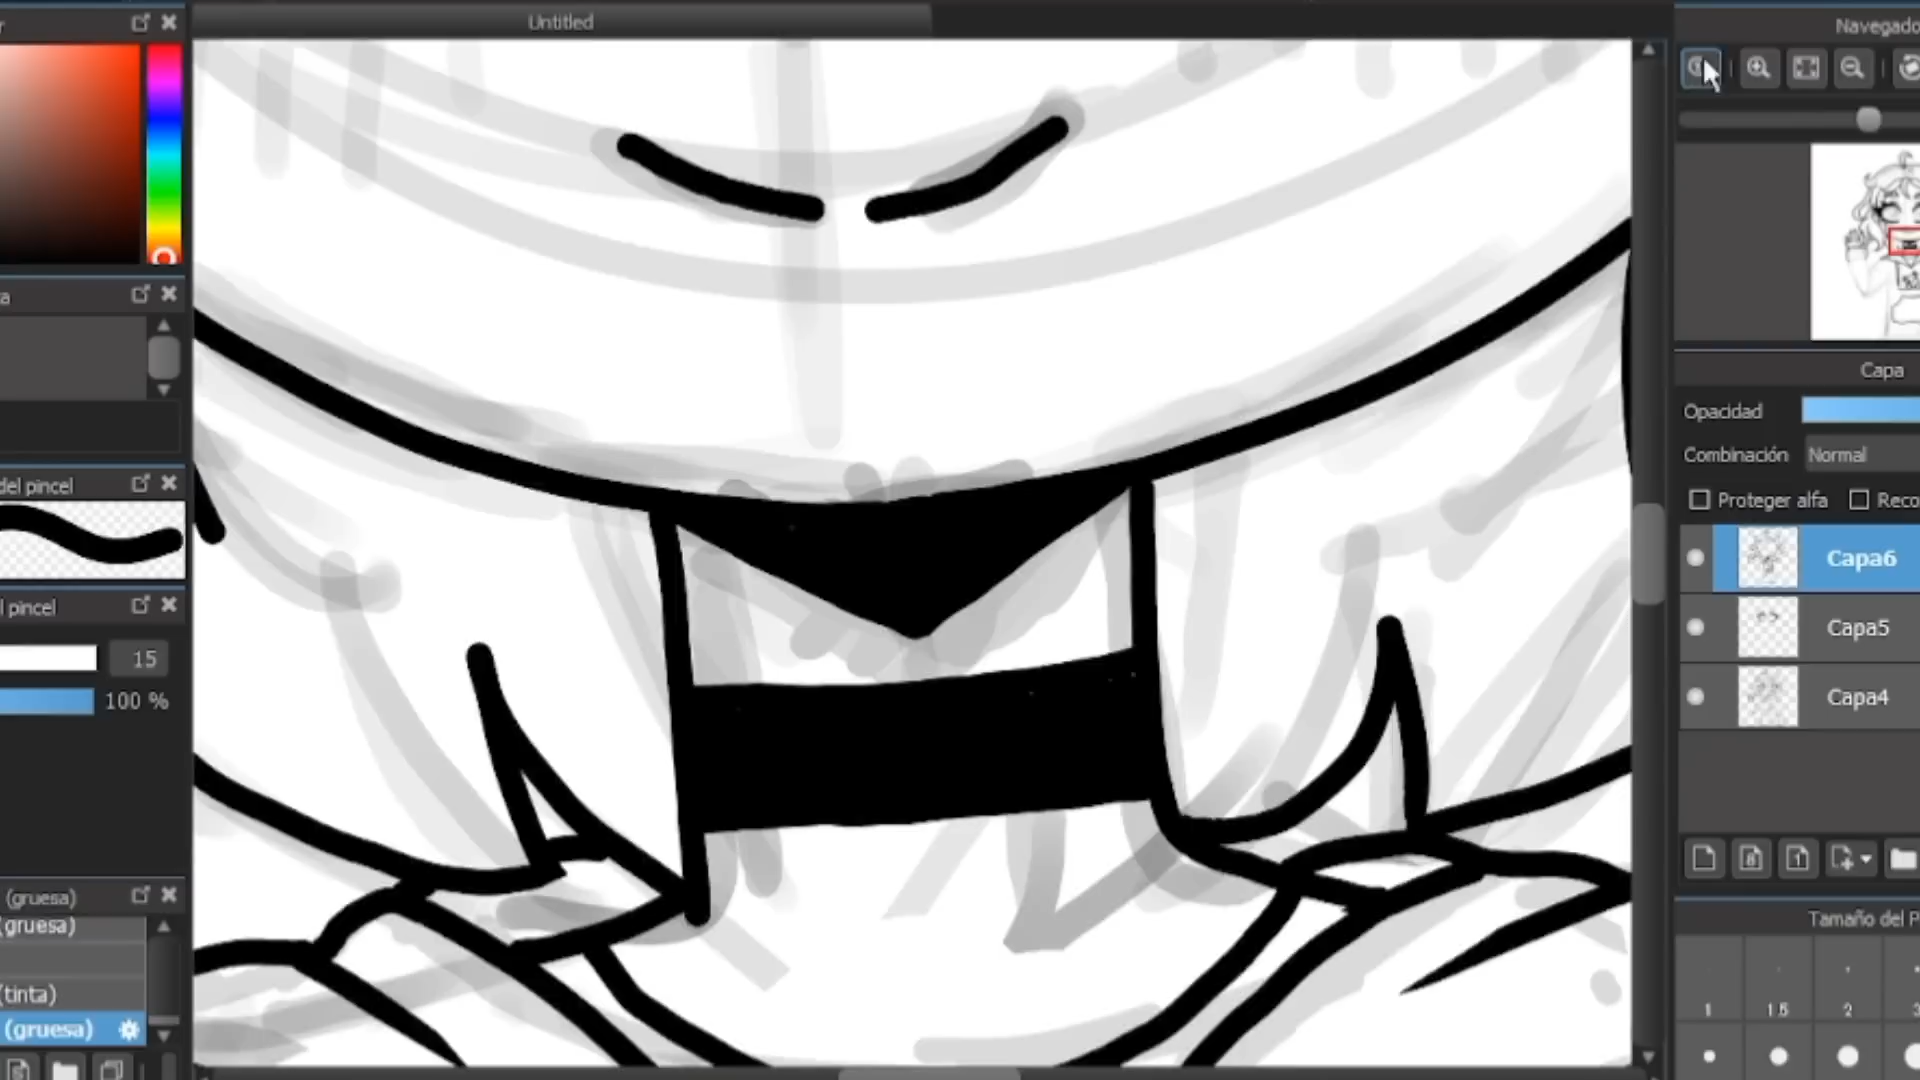 r
Untitled
Navegado
a
del pincel
l pincel
15
100 %
(gruesa)
(gruesa)
(tinta)
(gruesa)
Capa
Opacidad
Combinación Normal
Proteger alfa Reco
Capa6
Capa5
Capa4
Tamaño del P
1 1.5 2 3